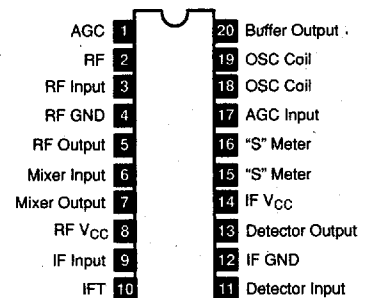 AGC 1 20 Buffer Output
RF 2 19 OSC Coil
RF Input 3 18 OSC Coil
RF GND 4 17 AGC Input
RF Output 5 16 "S" Meter
Mixer Input 6 15 "S" Meter
Mixer Output 7 14 IF VCC
RF VCC 8 13 Detector Output
IF Input 9 12 IF GND
IFT 10 11 Detector Input